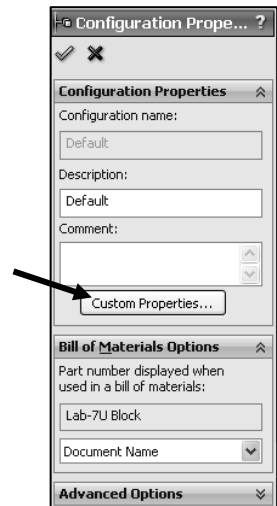 Configuration Prope... ?
Configuration Properties
Configuration name:
Default
Description:
Default
Comment:
Custom Properties...
Bill of Materials Options
Part number displayed when
used in a bill of materials:
Lab-7U Block
Document Name
Advanced Options